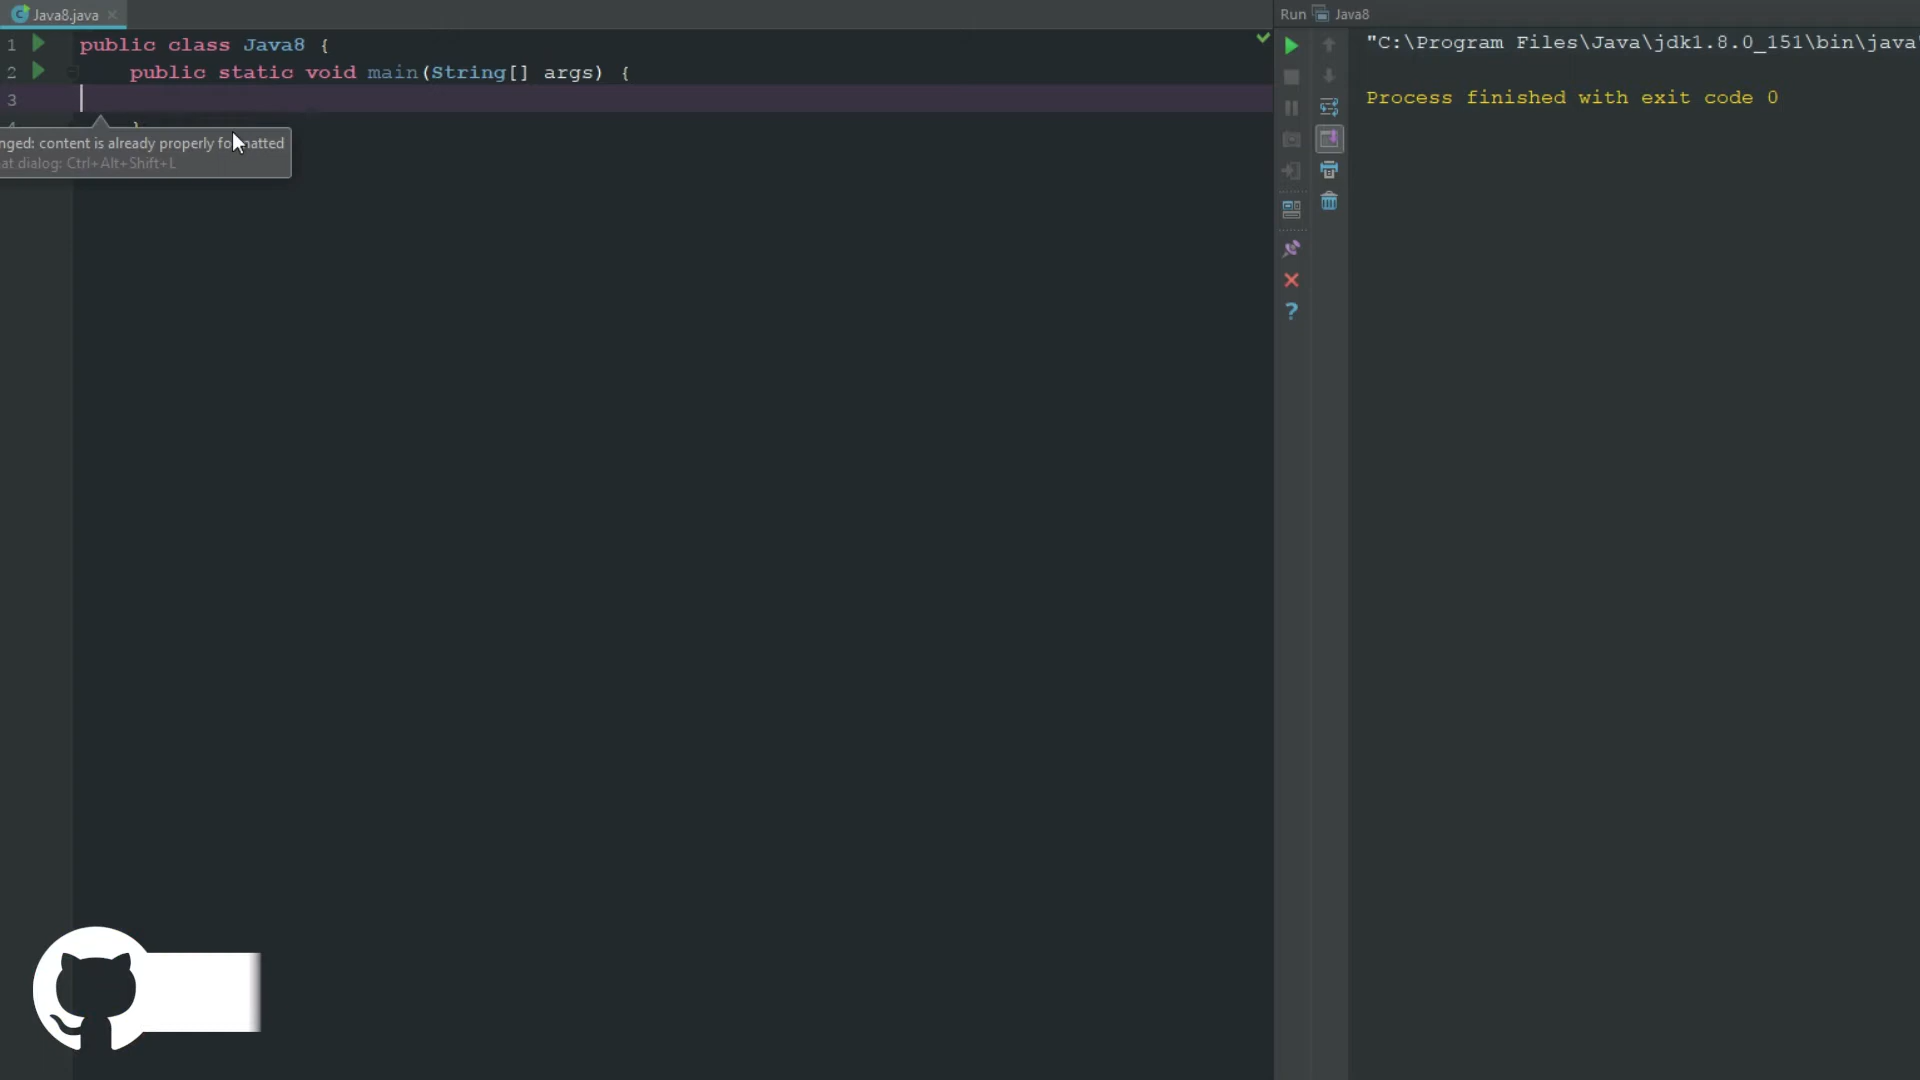 Java8.java
Run Java8
1 public class Java8 {
2 public static void main(String[] args) {
3
4 }
nged: content is already properly formatted
at dialog: Ctrl+Alt+Shift+L
"C:\Program Files\Java\jdk1.8.0_151\bin\java
Process finished with exit code 0
?